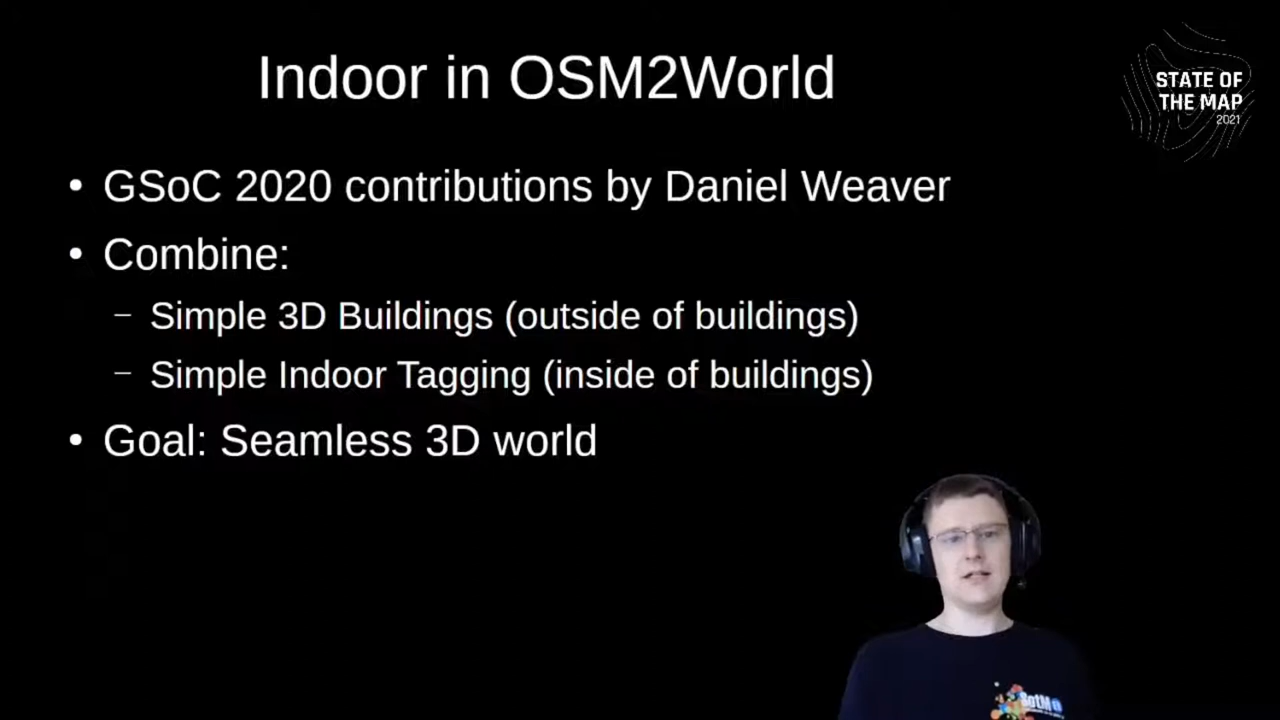 Indoor in OSM2World
STATE OF
THE MAP
2021
• GSoC 2020 contributions by Daniel Weaver
• Combine:
– Simple 3D Buildings (outside of buildings)
– Simple Indoor Tagging (inside of buildings)
• Goal: Seamless 3D world
SotM